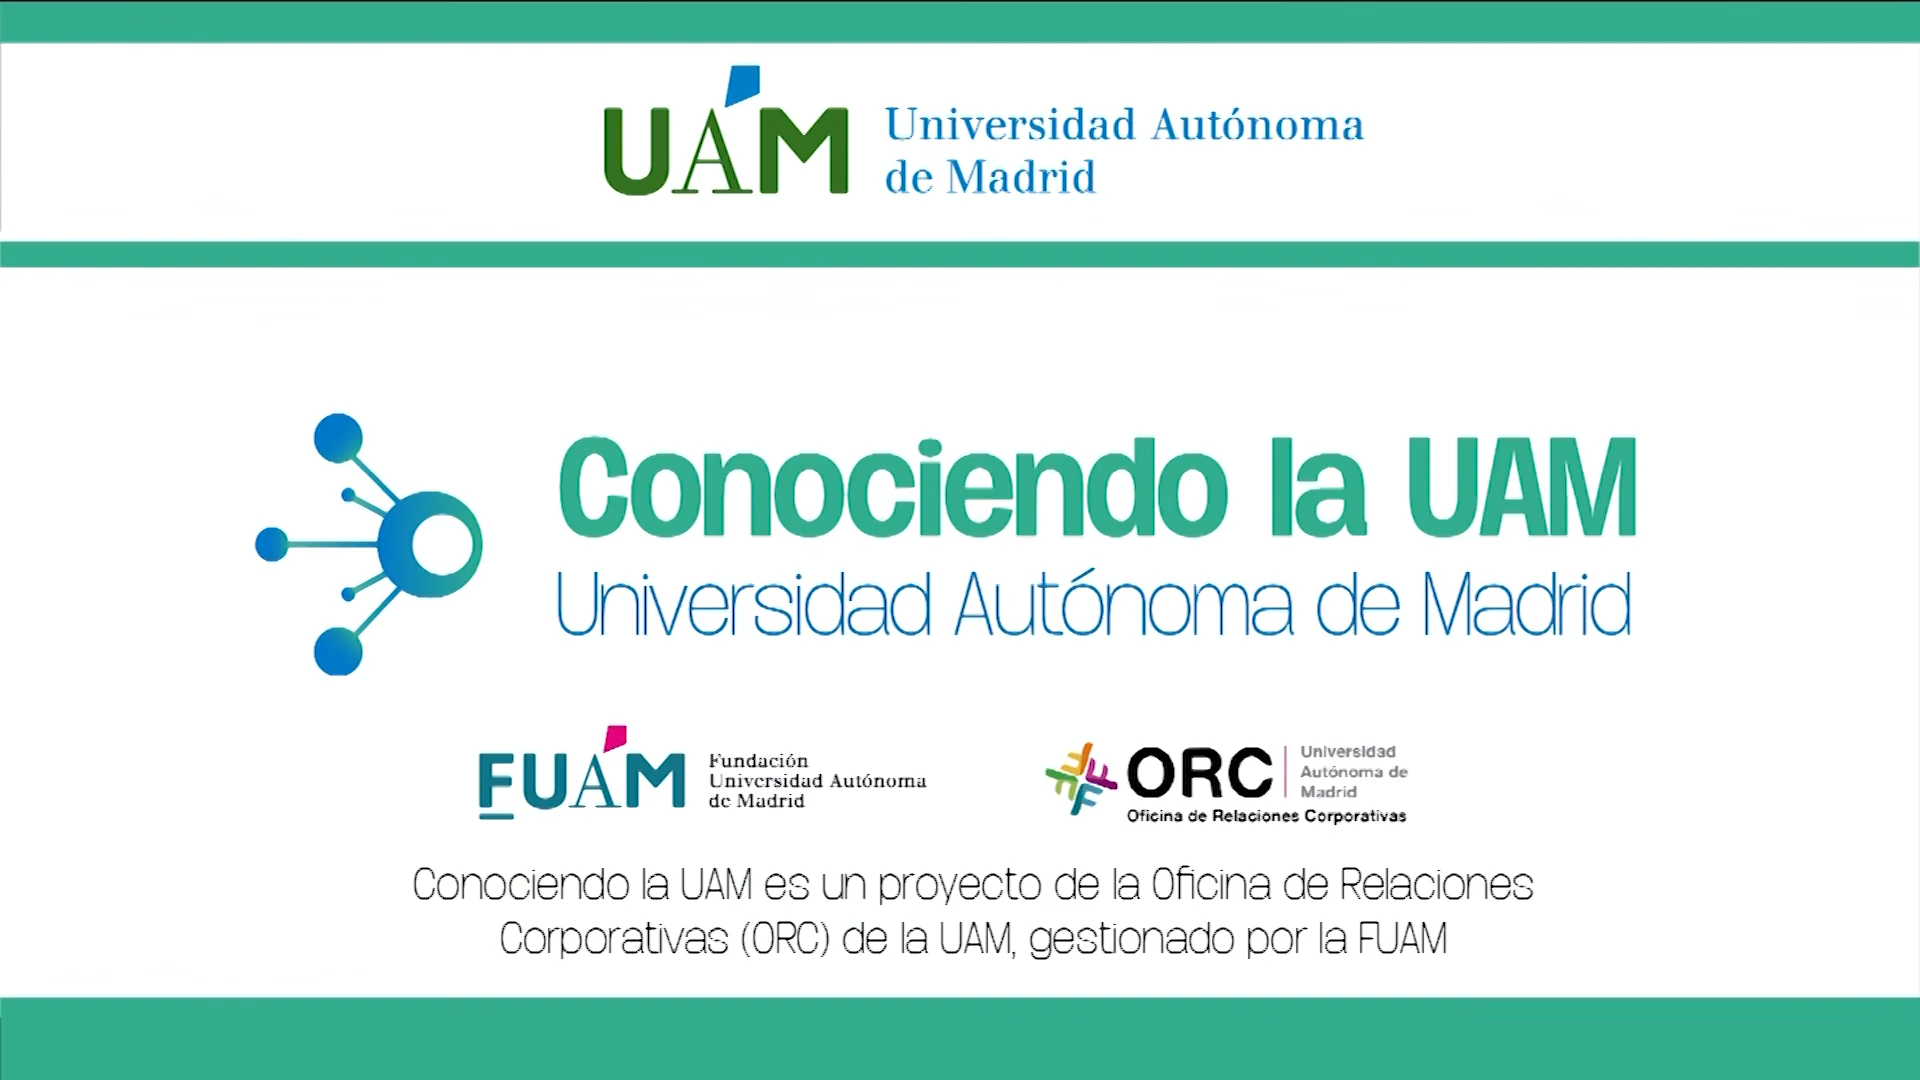 UAM
Universidad Autónoma
de Madrid
Conociendo la UAM
Universidad Autónoma de Madrid
FUAM
Fundación
Universidad Autónoma
de Madrid
ORC
Universidad
Autónoma de
Madrid
Oficina de Relaciones Corporativas
Conociendo la UAM es un proyecto de la Oficina de Relaciones
Corporativas (ORC) de la UAM, gestionado por la FUAM